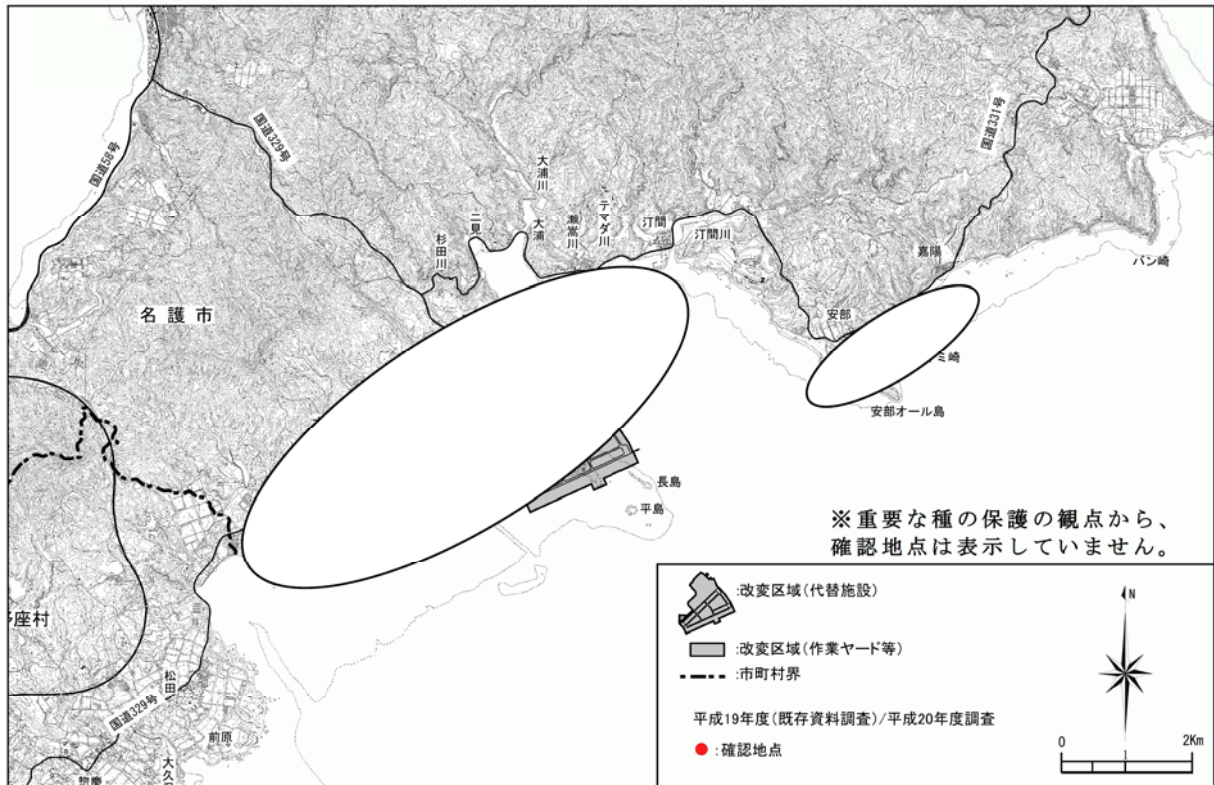 国道58号
国道329号
国道331号
大浦川
二見
大浦
瀬嵩川
テマダ川
汀間
汀間川
杉田川
嘉陽
バン崎
名護市
安部
ミ崎
安部オール島
長島
平島
※重要な種の保護の観点から、
確認地点は表示していません。
座村
松田
国道329号
前原
惣慶
大久
:改変区域(代替施設)
:改変区域(作業ヤード等)
:市町村界
平成19年度(既存資料調査)/平成20年度調査
:確認地点
N
0 1 2Km